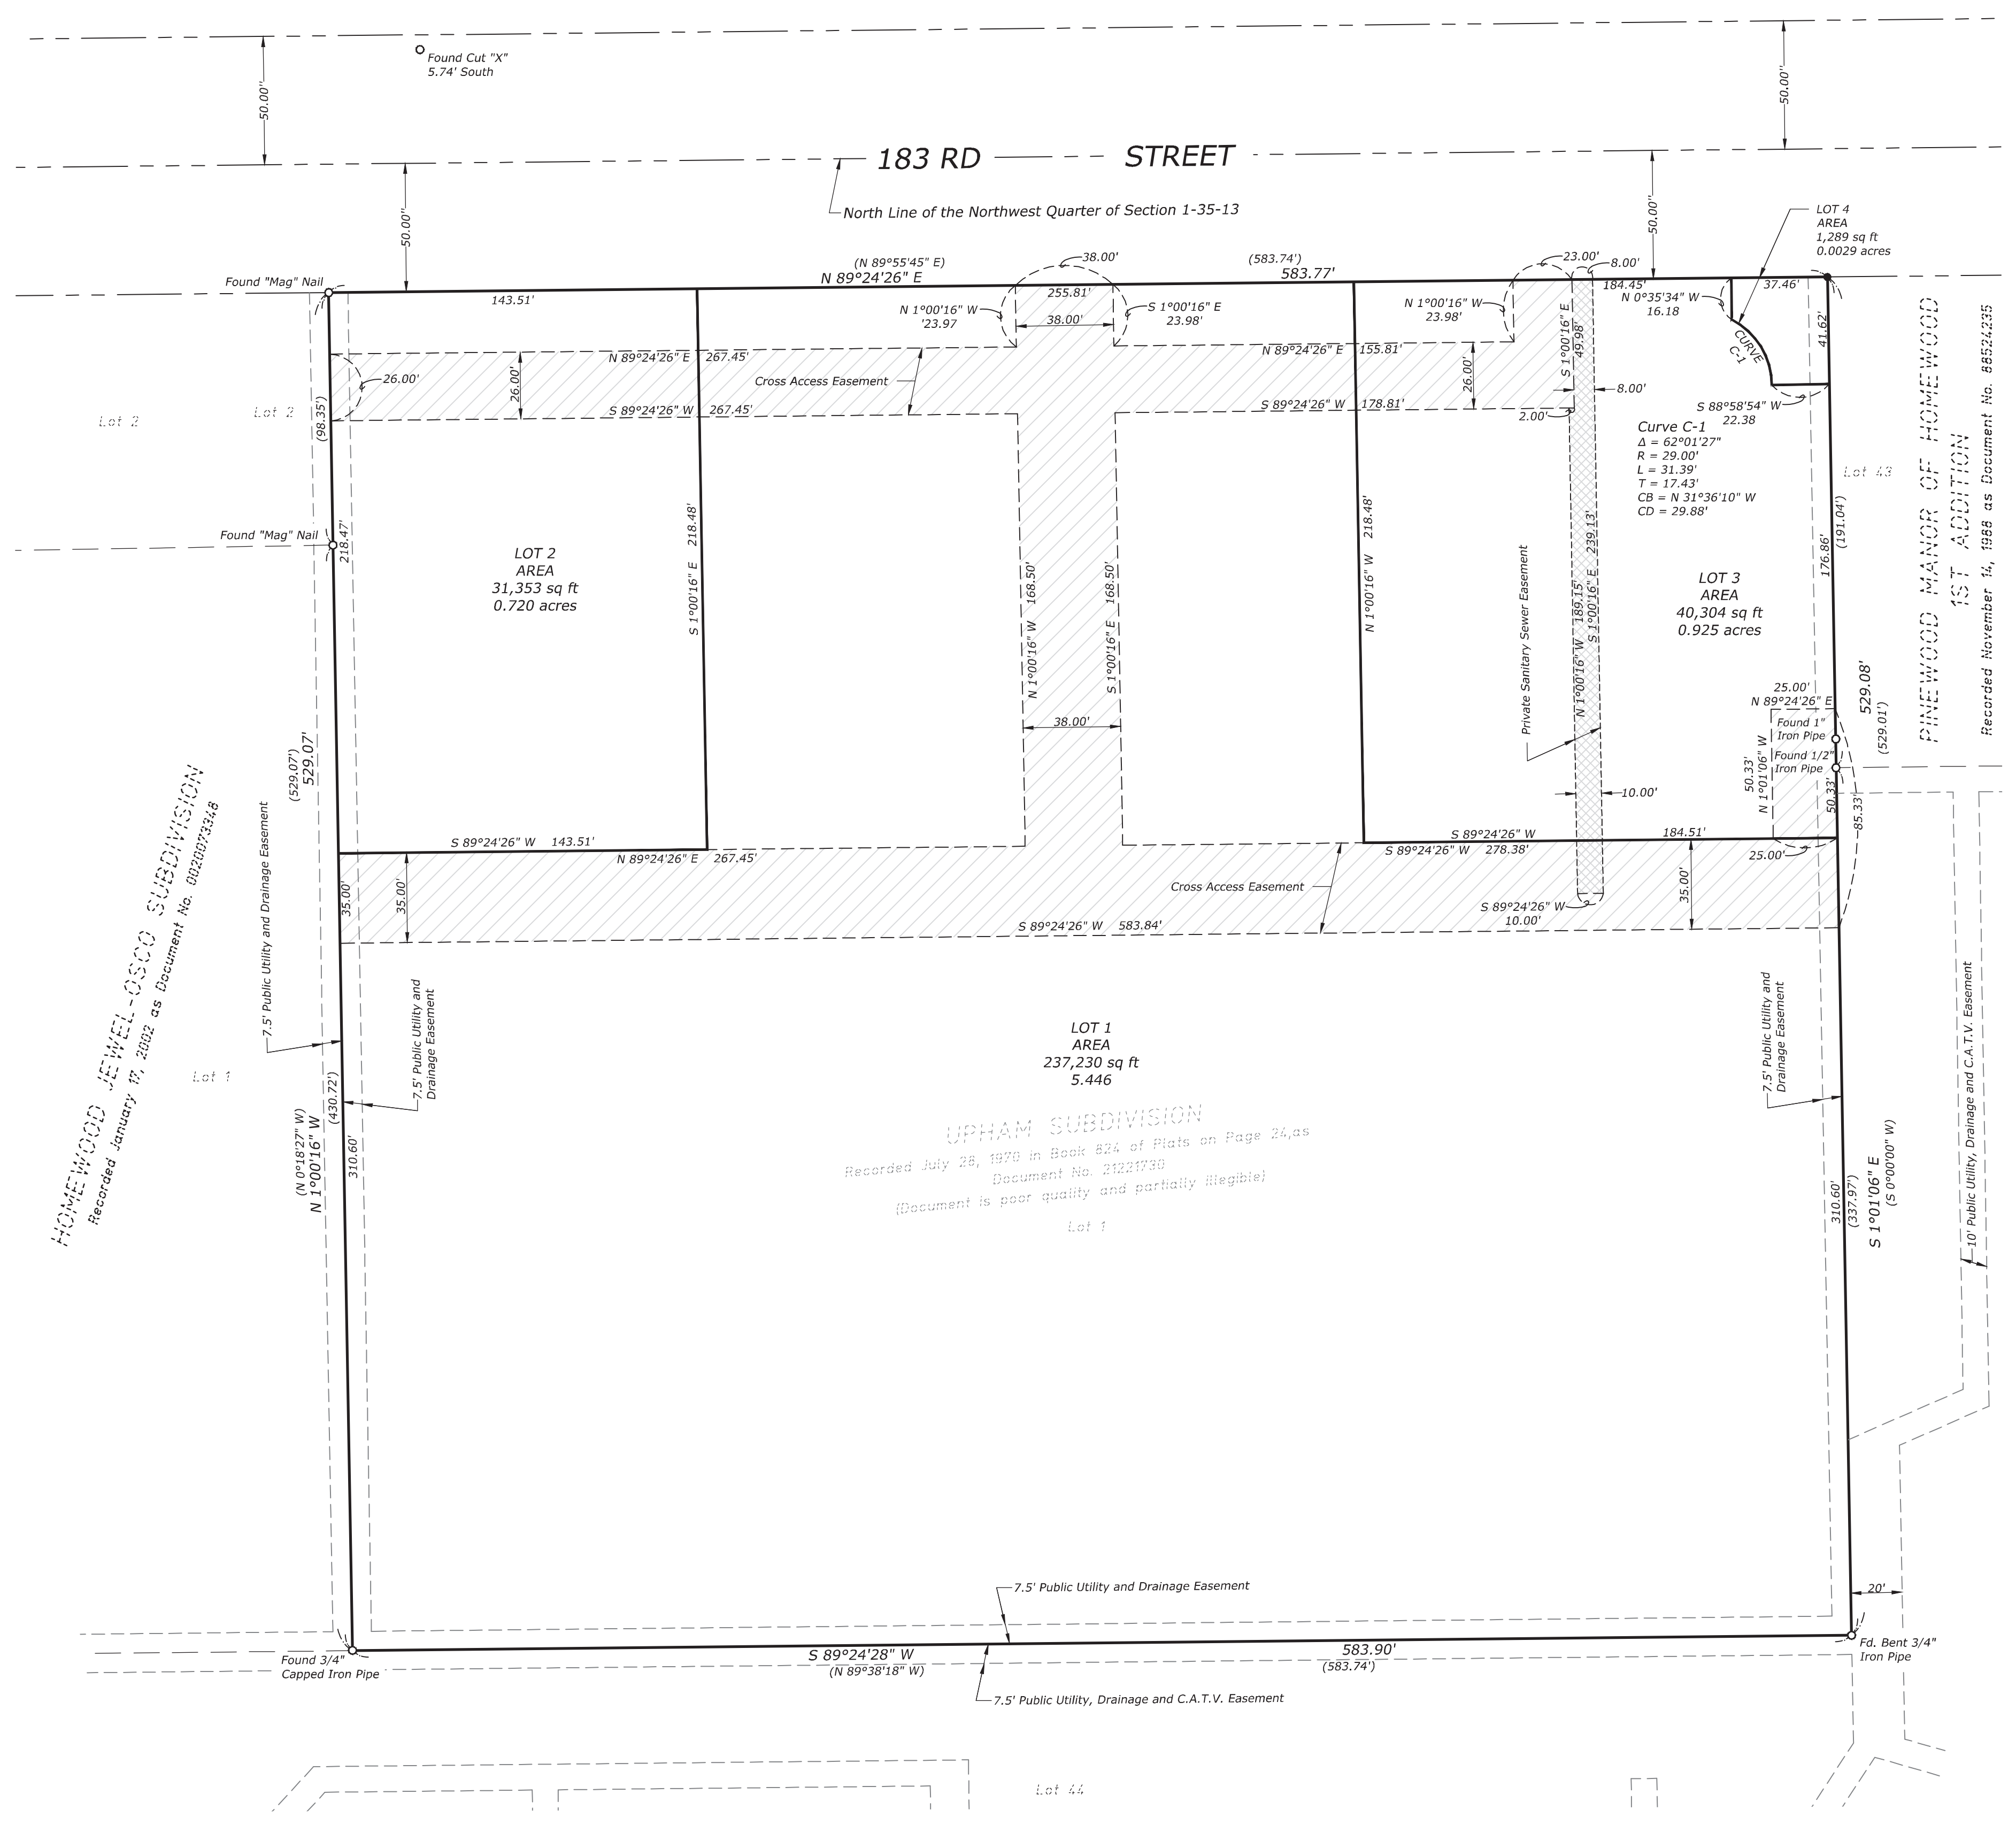 50.00"
Found Cut "X"
5.74' South
50.00"
183 RD STREET
North Line of the Northwest Quarter of Section 1-35-13
50.00"
50.00"
LOT 4
AREA
1,289 sq ft
0.0029 acres
Found "Mag" Nail
(N 89°55'45" E)
N 89°24'26" E
38.00'
(583.74')
583.77'
23.00'
8.00'
143.51'
255.81'
184.45'
37.46'
N 1°00'16" W
'23.97
38.00'
S 1°00'16" E
23.98'
N 1°00'16" W
23.98'
S 1°00'16" E
49.98'
N 0°35'34" W
16.18
41.62'
CURVE
C-1
N 89°24'26" E 267.45'
N 89°24'26" E 155.81'
26.00'
26.00'
Cross Access Easement
26.00'
8.00'
S 89°24'26" W 267.45'
S 89°24'26" W 178.81'
2.00'
S 88°58'54" W
22.38
Lot 2
Lot 2
(98.35')
Curve C-1
Δ = 62°01'27"
R = 29.00'
L = 31.39'
T = 17.43'
CB = N 31°36'10" W
CD = 29.88'
Lot 43
PINEWOOD MANOR OF HOMEWOOD
1ST ADDITION
Recorded November 14, 1988 as Document No. 88524235
Found "Mag" Nail
218.47'
LOT 2
AREA
31,353 sq ft
0.720 acres
S 1°00'16" E 218.48'
N 1°00'16" W 168.50'
S 1°00'16" E 168.50'
N 1°00'16" W 218.48'
Private Sanitary Sewer Easement
N 1°00'16" W 189.15'
S 1°00'16" E 239.13'
LOT 3
AREA
40,304 sq ft
0.925 acres
176.86'
(191.04')
38.00'
25.00'
N 89°24'26" E
Found 1"
Iron Pipe
Found 1/2"
Iron Pipe
50.33'
N 1°01'06" W
50.33'
85.33'
529.08'
(529.01')
10.00'
(529.07')
529.07'
S 89°24'26" W 143.51'
N 89°24'26" E 267.45'
S 89°24'26" W 184.51'
S 89°24'26" W 278.38'
25.00'
35.00'
35.00'
Cross Access Easement
35.00'
S 89°24'26" W
10.00'
S 89°24'26" W 583.84'
HOMEWOOD JEWEL-OSCO SUBDIVISION
Recorded January 17, 2002 as Document No. 0020073348
7.5' Public Utility and Drainage Easement
7.5' Public Utility and
Drainage Easement
LOT 1
AREA
237,230 sq ft
5.446
7.5' Public Utility and
Drainage Easement
10' Public Utility, Drainage and C.A.T.V. Easement
Lot 1
(430.72')
(N 0°18'27" W)
N 1°00'16" W
310.60'
UPHAM SUBDIVISION
Recorded July 28, 1970 in Book 824 of Plats on Page 24,as
Document No. 21221730
(Document is poor quality and partially illegible)
Lot 1
310.60'
(337.97')
S 1°01'06" E
(S 0°00'00" W)
7.5' Public Utility and Drainage Easement
20'
Found 3/4"
Capped Iron Pipe
S 89°24'28" W
(N 89°38'18" W)
583.90'
(583.74')
Fd. Bent 3/4"
Iron Pipe
7.5' Public Utility, Drainage and C.A.T.V. Easement
Lot 44